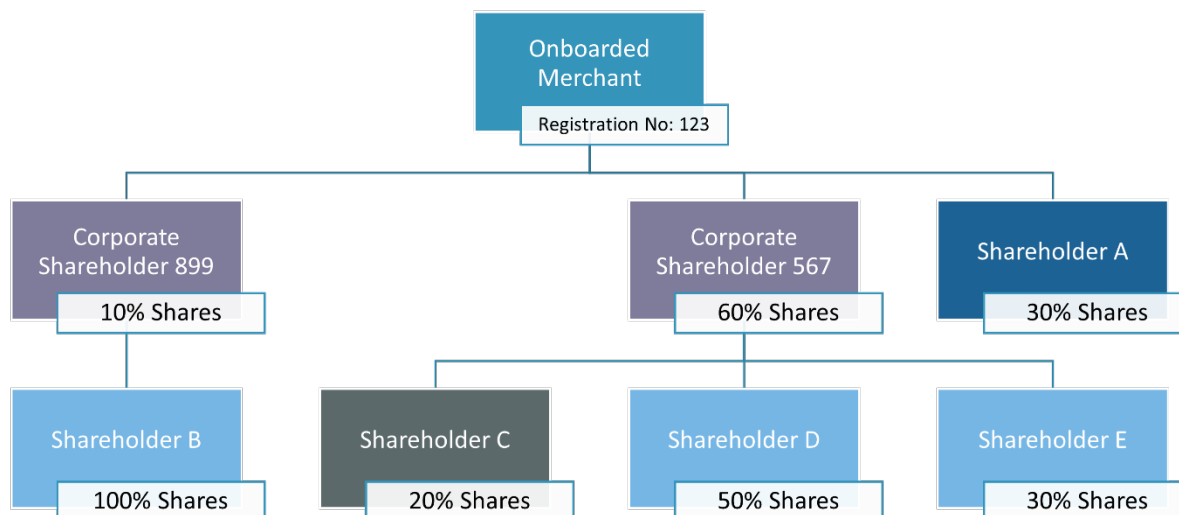 Onboarded
Merchant
Registration No: 123
Corporate
Shareholder 899
10% Shares
Corporate
Shareholder 567
60% Shares
Shareholder A
30% Shares
Shareholder B
100% Shares
Shareholder C
20% Shares
Shareholder D
50% Shares
Shareholder E
30% Shares